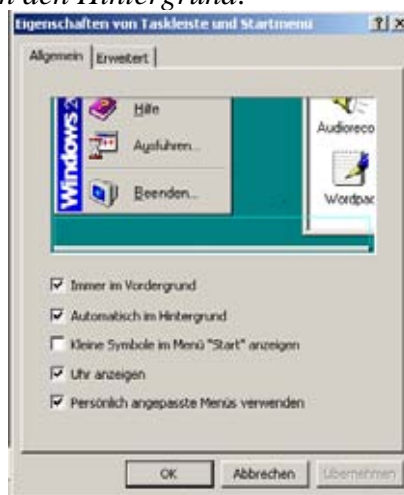 den Hintergrund.
Eigenschaften von Taskleiste und Startmenü
Allgemein Erweitert
Windows 2
Hilfe
Ausführen...
Beenden...
Audioreco
Wordpad
Immer im Vordergrund
Automatisch im Hintergrund
Kleine Symbole im Menü "Start" anzeigen
Uhr anzeigen
Persönlich angepasste Menüs verwenden
OK Abbrechen Übernehmen